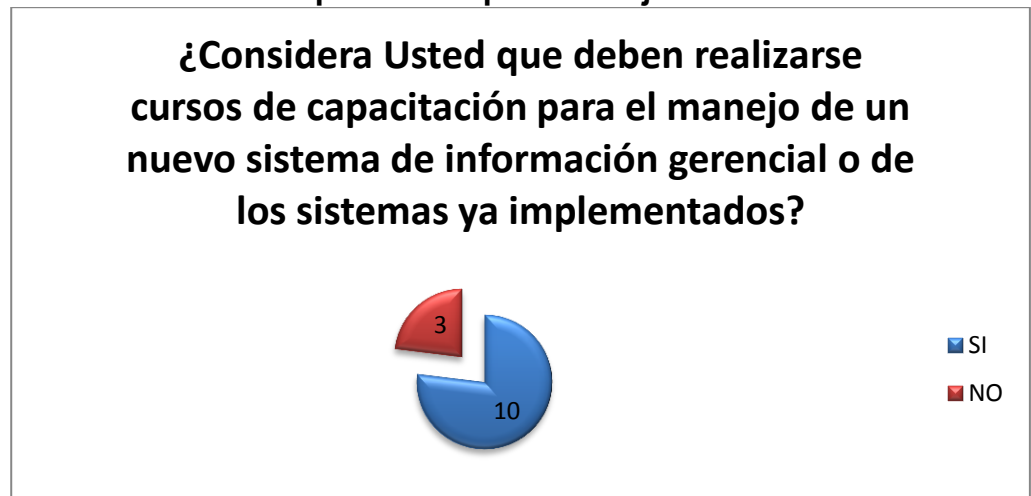 ¿Considera Usted que deben realizarse
cursos de capacitación para el manejo de un
nuevo sistema de información gerencial o de
los sistemas ya implementados?
3
SI
NO
10